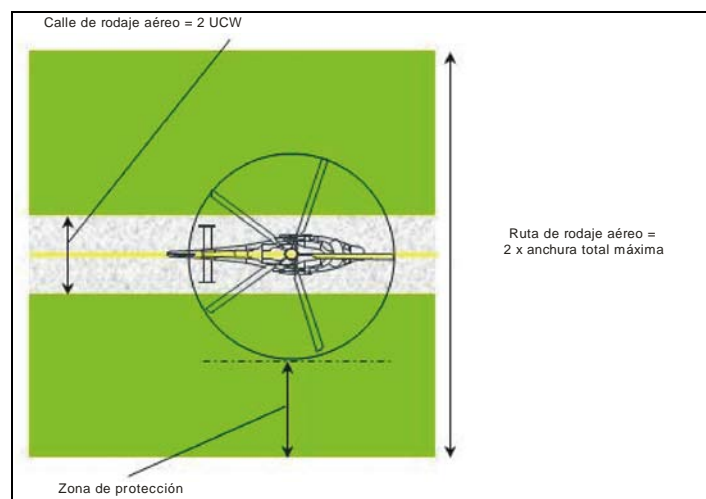 Calle de rodaje aéreo = 2 UCW
Ruta de rodaje aéreo =
2 x anchura total máxima
Zona de protección